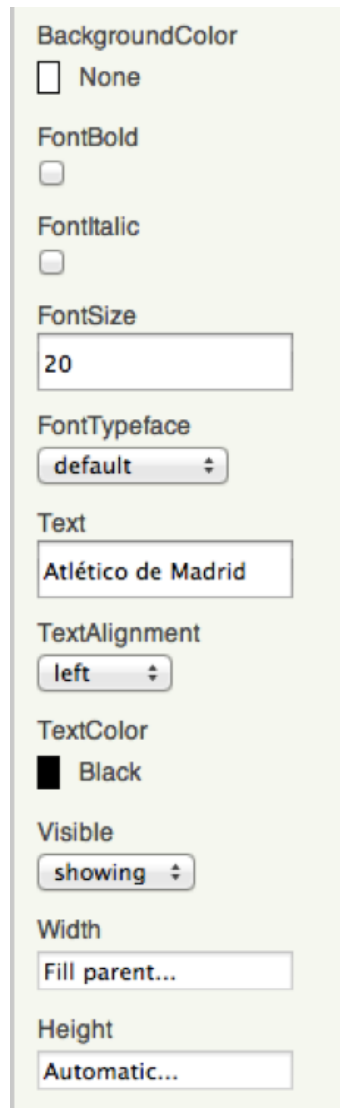 BackgroundColor
None
FontBold
FontItalic
FontSize
20
FontTypeface
default
Text
Atlético de Madrid
TextAlignment
left
TextColor
Black
Visible
showing
Width
Fill parent...
Height
Automatic...